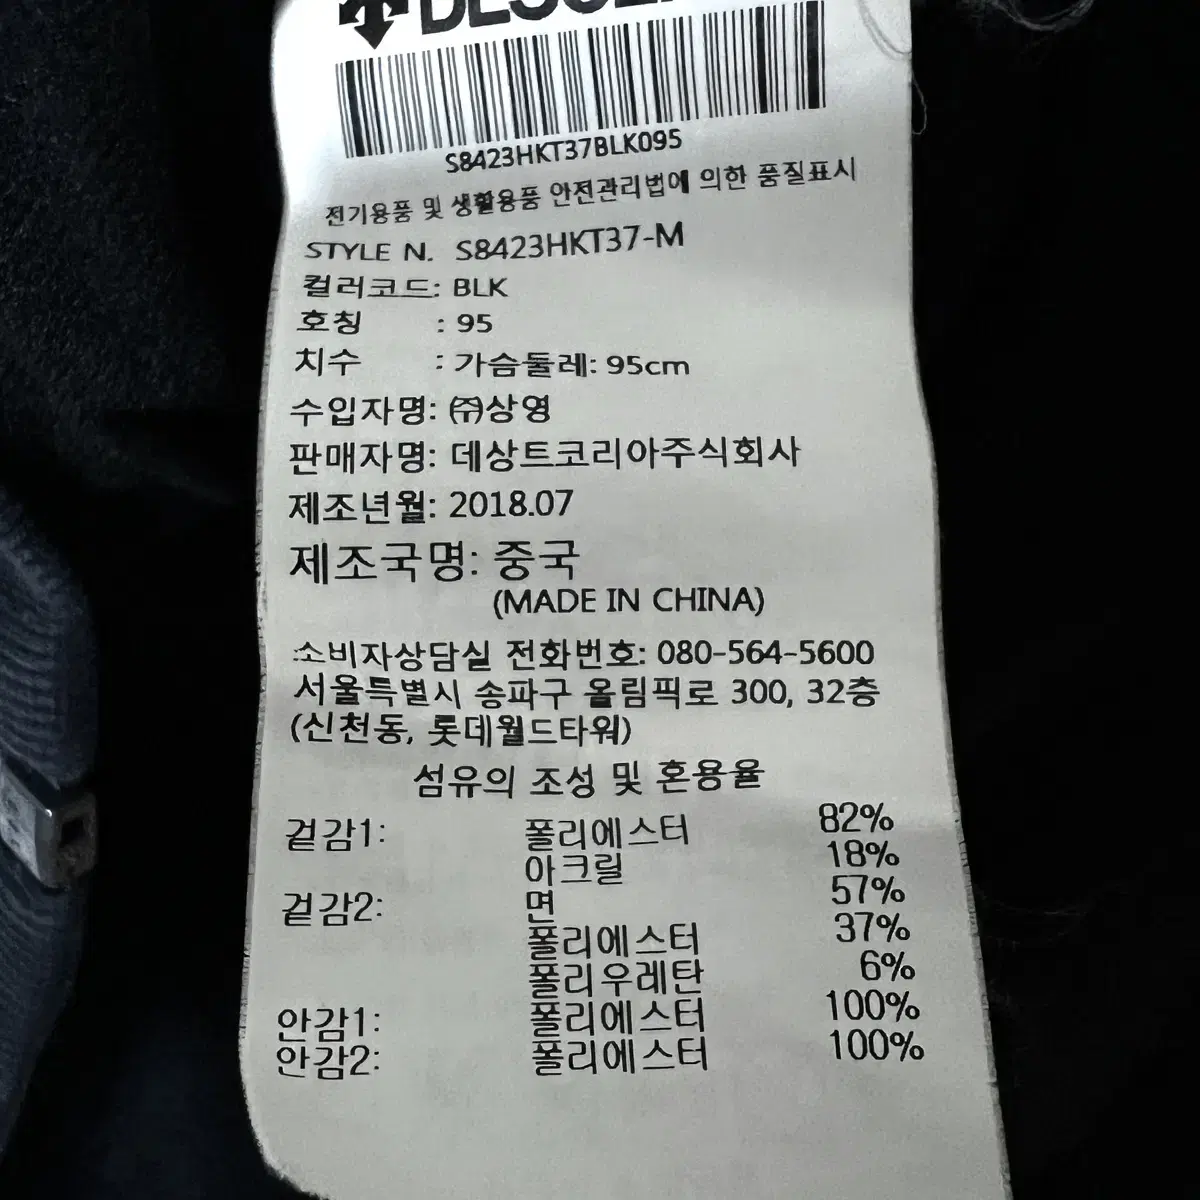 S8423HKT37BLK095
전기용품 및 생활용품 안전관리법에 의한 품질표시
STYLE N. S8423HKT37-M
컬러코드: BLK
호칭 : 95
치수 : 가슴둘레: 95cm
수입자명: ㈜상영
판매자명: 데상트코리아주식회사
제조년월: 2018.07
제조국명: 중국
(MADE IN CHINA)
소비자상담실 전화번호: 080-564-5600
서울특별시 송파구 올림픽로 300, 32층
(신천동, 롯데월드타워)
섬유의 조성 및 혼용율
겉감1: 폴리에스터 82%
아크릴 18%
겉감2: 면 57%
폴리에스터 37%
폴리우레탄 6%
안감1: 폴리에스터 100%
안감2: 폴리에스터 100%